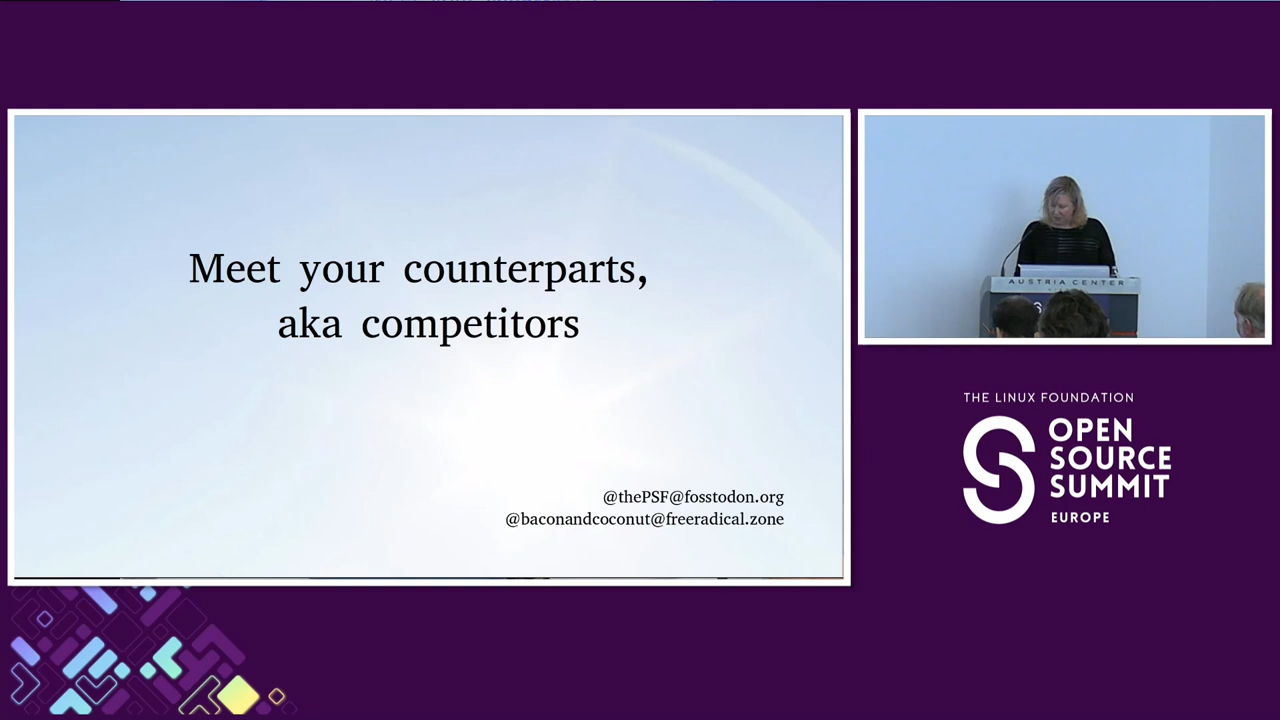 Meet your counterparts,
aka competitors
@thePSF@fosstodon.org
@baconandcoconut@freeradical.zone
AUSTRIA CENTER
THE LINUX FOUNDATION
OPEN
SOURCE
SUMMIT
EUROPE